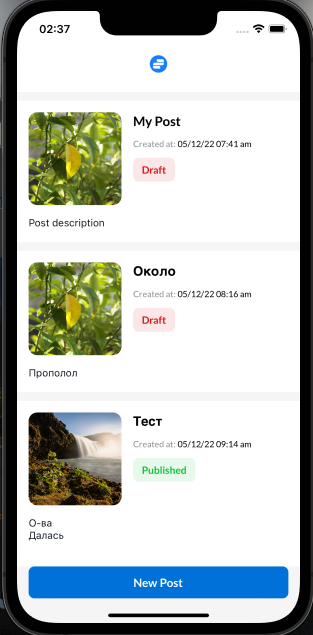 02:37
My Post
Created at: 05/12/22 07:41 am
Draft
Post description
Около
Created at: 05/12/22 08:16 am
Draft
Прополол
Тест
Created at: 05/12/22 09:14 am
Published
О-ва
Далась
New Post